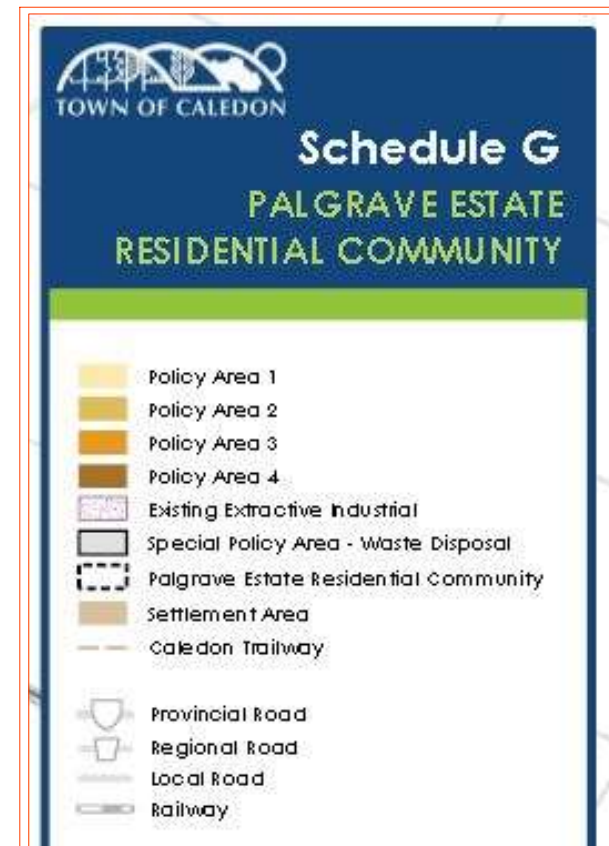 TOWN OF CALEDON
Schedule G
PALGRAVE ESTATE
RESIDENTIAL COMMUNITY
Policy Area 1
Policy Area 2
Policy Area 3
Policy Area 4
Existing Extractive Industrial
Special Policy Area - Waste Disposal
Palgrave Estate Residential Community
Settlement Area
Caledon Trailway
Provincial Road
Regional Road
Local Road
Railway